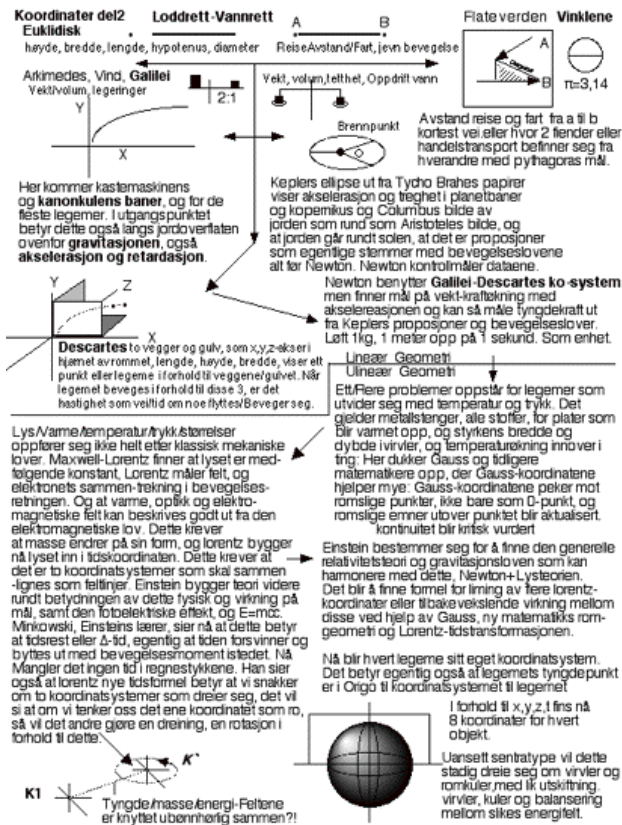 Koordinater del2
Euklidisk
Loddrett-Vannrett
A
B
Flateverden Vinklene
høyde, bredde, lengde, hypotenus, diameter
ReiseAvstand/Fart, jevn bevegelse
A
B
π=3,14
Arkimedes, Vind, Galilei
Vekt/volum, legeringer
Y
X
2:1
Vekt, volum, tetthet, Oppdrift vann
Brennpunkt
Avstand reise og fart fra a til b
kortest vei.eller hvor 2 fiender eller
handelstransport befinner seg fra
hverandre med pythagoras mål.
Her kommer kastemaskinens
og kanonkulens baner, og for de
fleste legemer. I utgangspunktet
betyr dette også langs jordoverflaten
ovenfor gravitasjonen, også
akselerasjon og retardasjon.
Keplers ellipse ut fra Tycho Brahes papirer
viser akselerasjon og treghet i planetbaner
og kopernikus og Columbus bilde av
jorden som rund som Aristoteles bilde, og
at jorden går rundt solen, at det er proposjoner
som egentlige stemmer med bevegelseslovene
alt før Newton. Newton kontrollmåler dataene.
Newton benytter Galilei-Descartes ko-system
men finner mål på vekt-kraftøkning med
akselereasjonen og kan så måle tyngdekraft ut
fra Keplers proposjoner og bevegelseslover.
Løft 1kg, 1 meter opp på 1 sekund. Som enhet.
Y
Z
X
Descartes to vegger og gulv, som x,y,z-akser i
hjørnet av rommet, lengde, høyde, bredde, viser ett
punkt eller legeme i forhold til veggene/gulvet. Når
legemet beveges i forhold til disse 3, er det
hastighet som vei/tid om noe flyttes/Beveger seg.
Lineær Geometri
Ulineær Geometri
Ett/flere problemer oppstår for legemer som
utvider seg med temperatur og trykk. Det
gjelder metallstenger, alle stoffer, for plater som
blir varmet opp, og styrkens bredde og
dybde i virvler, og temperaturøkning innover i
ting: Her dukker Gauss og tidligere
matematikere opp, der Gauss-koordinatene
hjelper mye: Gauss-koordinatene peker mot
romslige punkter, ikke bare som 0-punkt, og
romslige emner utover punktet blir aktualisert.
kontinuitet blir kritisk vurdert
Lys/Varme/temperatur/trykk/størrelser
oppfører seg ikke helt etter klassisk mekaniske
lover. Maxwell-Lorentz finner at lyset er med-
følgende konstant, Lorentz måler felt, og
elektronets sammen-trekning i bevegelses-
retningen. Og at varme, optikk og elektro-
magnetiske felt kan beskrives godt ut fra den
elektromagnetiske lov. Dette krever
at masse endrer på sin form, og lorentz bygger
nå lyset inn i tidskoordinaten. Dette krever at
det er to koordinatsystemer som skal sammen
-lignes som feltlinjer. Einstein bygger teori videre
rundt betydningen av dette fysisk og virkning på
mål, samt den fotoelektriske effekt, og E=mcc.
Minkowski, Einsteins lærer, sier nå at dette betyr
at tidsrest eller Δ-tid, egentig at tiden forsvinner og
byttes ut med bevegelsesmoment istedet. Nå
Mangler det ingen tid i regnestykkene. Han sier
også at lorentz nye tidsformel betyr at vi snakker
om to koordinatsystemer som dreier seg, det vil
si at om vi tenker oss det ene koordinatet som ro,
så vil det andre gjøre en dreining, en rotasjon i
forhold til dette.
Einstein bestemmer seg for å finne den generelle
relativitetsteori og gravitasjonsloven som kan
harmonere med dette, Newton+Lysteorien.
Det blir å finne formel for liming av flere lorentz-
koordinater eller tilbakevekslende virkning mellom
disse ved hjelp av Gauss, ny matematikks rom-
geometri og Lorentz-tidstransformasjonen.
Nå blir hvert legeme sitt eget koordinatsystem.
Det betyr egentlig også at legemets tyngdepunkt
er i Origo til koordinatsystemet til legemet
I forhold til x,y,z,t fins nå
8 koordinater for hvert
objekt.
Uansett sentratype vil dette
stadig dreie seg om virvler og
romkuler,med lik utskiftning.
virvler, kuler og balansering
mellom slikes energifelt.
K`
K1
Tyngde/masse/energi-Feltene
er knyttet ubønnhørlig sammen?!